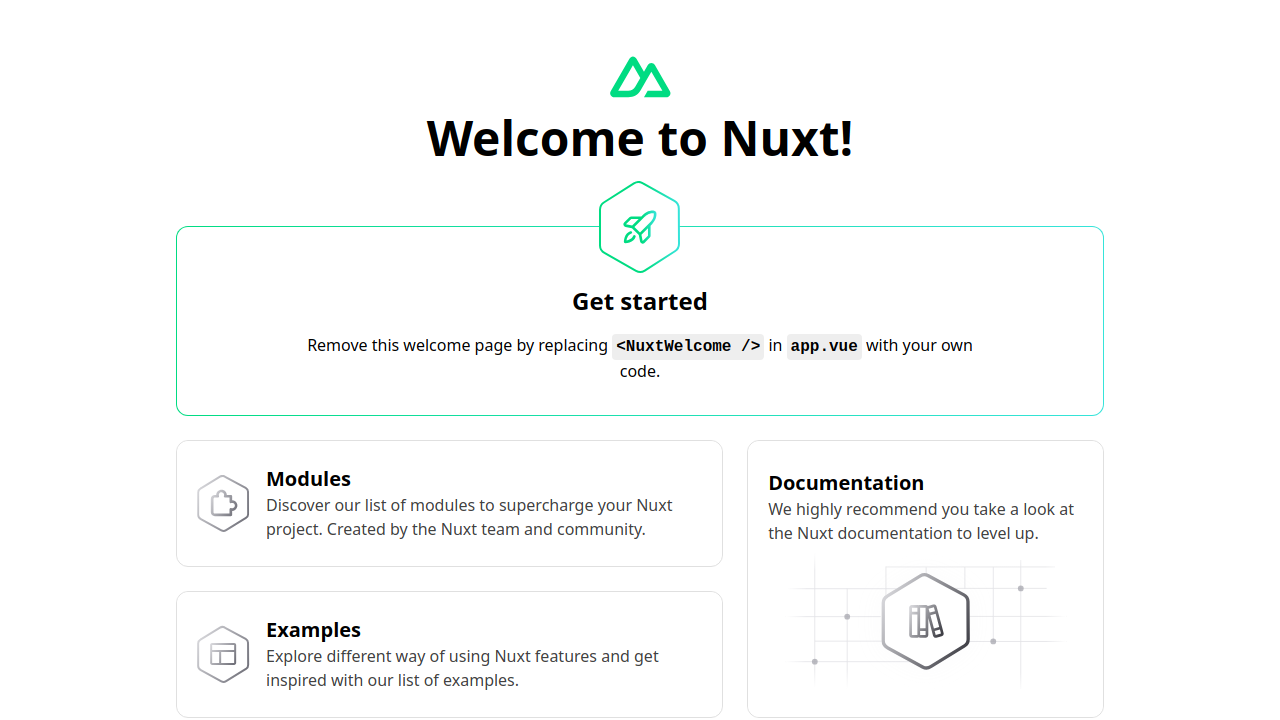 Welcome to Nuxt!
Get started
Remove this welcome page by replacing <NuxtWelcome /> in app.vue with your own
code.
Modules
Discover our list of modules to supercharge your Nuxt
project. Created by the Nuxt team and community.
Examples
Explore different way of using Nuxt features and get
inspired with our list of examples.
Documentation
We highly recommend you take a look at
the Nuxt documentation to level up.